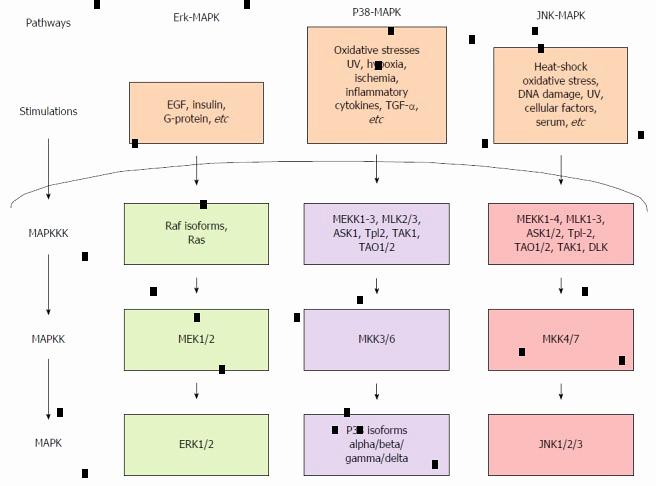 Pathways
Erk-MAPK
P38-MAPK
JNK-MAPK
Stimulations
EGF, insulin,
G-protein, etc
Oxidative stresses
UV, hypoxia,
ischemia,
inflammatory
cytokines, TGF-α,
etc
Heat-shock
oxidative stress,
DNA damage, UV,
cellular factors,
serum, etc
MAPKKK
Raf isoforms,
Ras
MEKK1-3, MLK2/3,
ASK1, Tpl2, TAK1,
TAO1/2
MEKK1-4, MLK1-3,
ASK1/2, Tpl-2,
TAO1/2, TAK1, DLK
MAPKK
MEK1/2
MKK3/6
MKK4/7
MAPK
ERK1/2
P38 isoforms
alpha/beta/
gamma/delta
JNK1/2/3